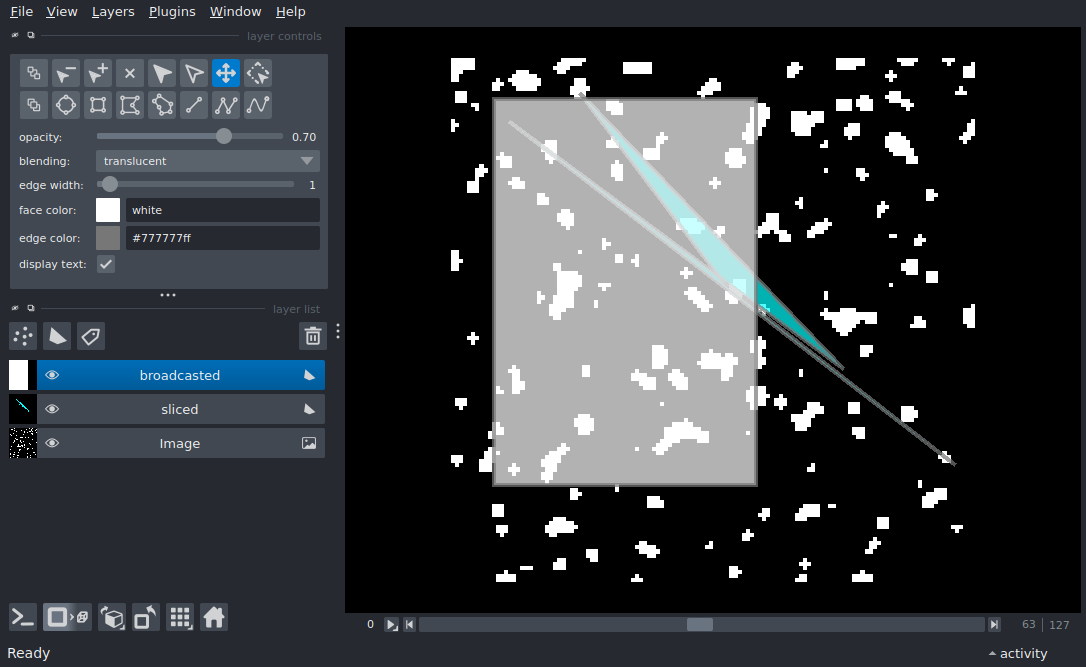 File View Layers Plugins Window Help
layer controls
opacity: 0.70
blending: translucent
edge width: 1
face color: white
edge color: #777777ff
display text:
layer list
broadcasted
sliced
Image
0 63 127
Ready activity